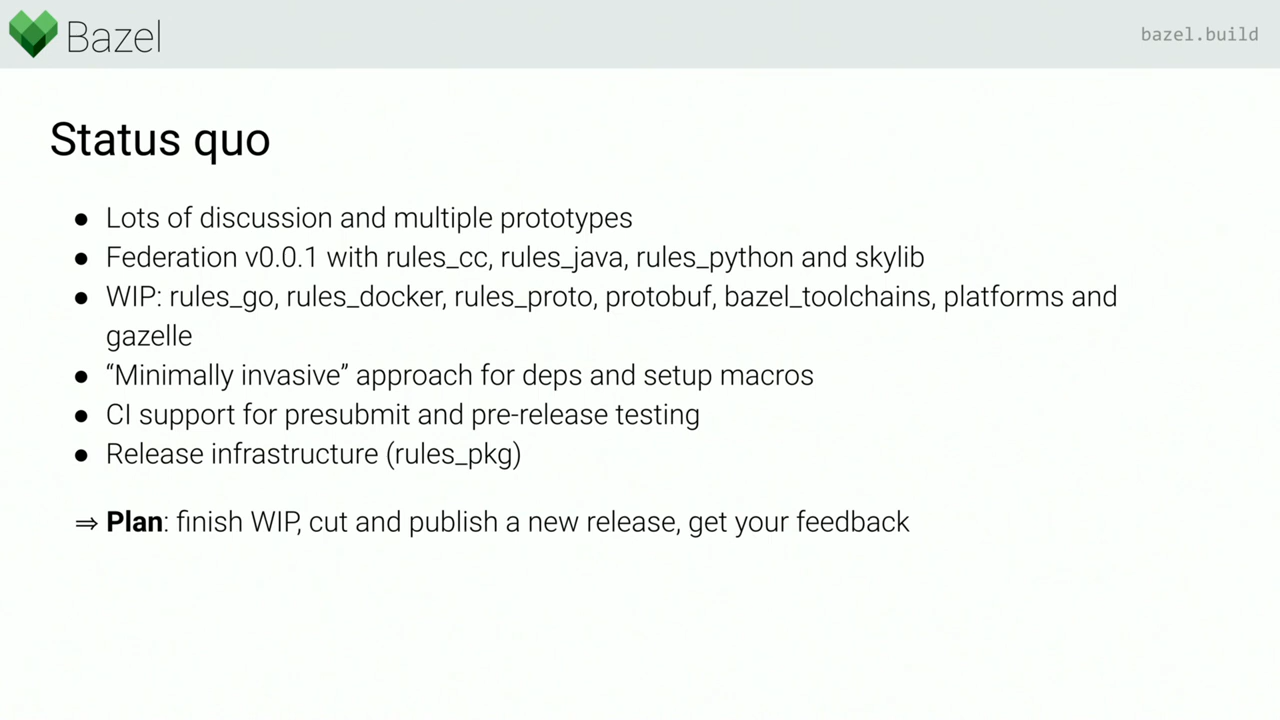 Bazel
bazel.build
Status quo
● Lots of discussion and multiple prototypes
● Federation v0.0.1 with rules_cc, rules_java, rules_python and skylib
● WIP: rules_go, rules_docker, rules_proto, protobuf, bazel_toolchains, platforms and
gazelle
● “Minimally invasive” approach for deps and setup macros
● CI support for presubmit and pre-release testing
● Release infrastructure (rules_pkg)
⇒ Plan: finish WIP, cut and publish a new release, get your feedback